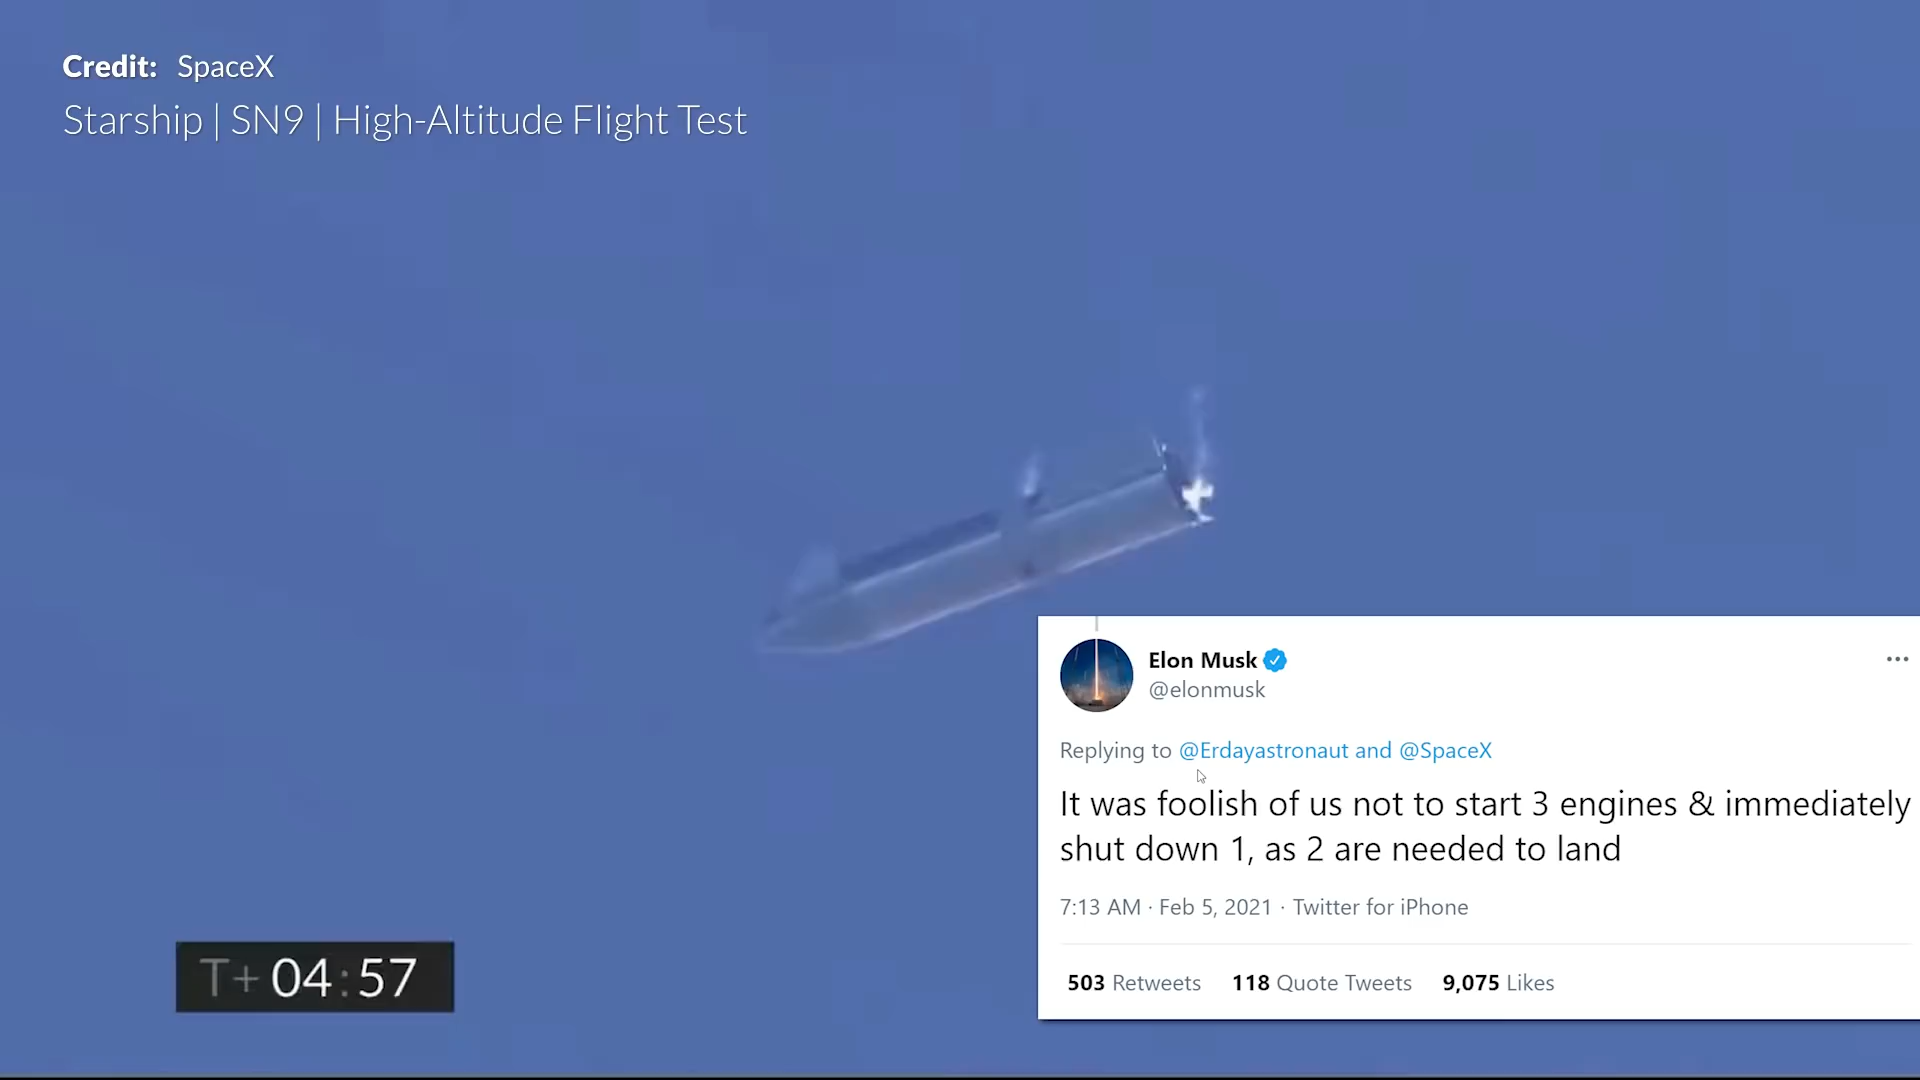 Credit: SpaceX
Starship | SN9 | High-Altitude Flight Test
Elon Musk
@elonmusk
Replying to @Erdayastronaut and @SpaceX
It was foolish of us not to start 3 engines & immediately
shut down 1, as 2 are needed to land
7:13 AM · Feb 5, 2021 · Twitter for iPhone
503 Retweets 118 Quote Tweets 9,075 Likes
T+ 04:57